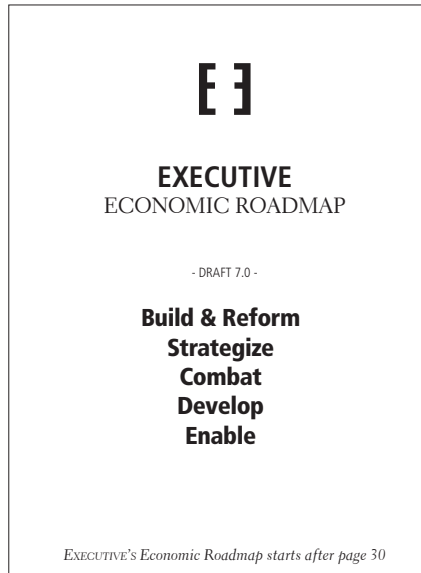 E E
EXECUTIVE
ECONOMIC ROADMAP
- DRAFT 7.0 -
Build & Reform
Strategize
Combat
Develop
Enable
EXECUTIVE'S Economic Roadmap starts after page 30